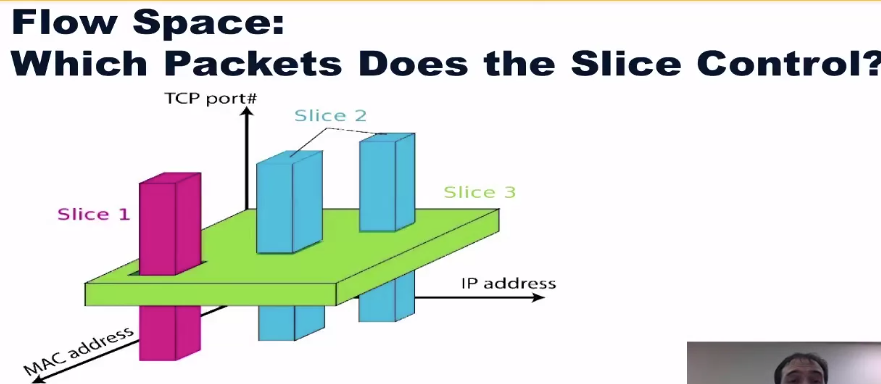 Flow Space:
Which Packets Does the Slice Control?
TCP port#
Slice 2
Slice 3
Slice 1
IP address
MAC address